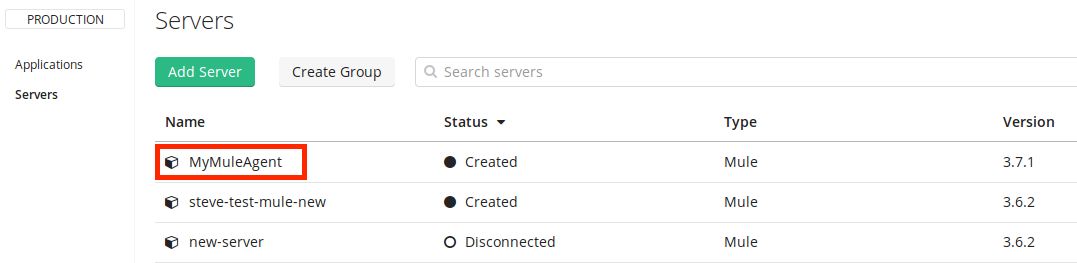 PRODUCTION
Applications
Servers
Servers
Add Server
Create Group
Search servers
Name Status Type Version
MyMuleAgent Created Mule 3.7.1
steve-test-mule-new Created Mule 3.6.2
new-server Disconnected Mule 3.6.2